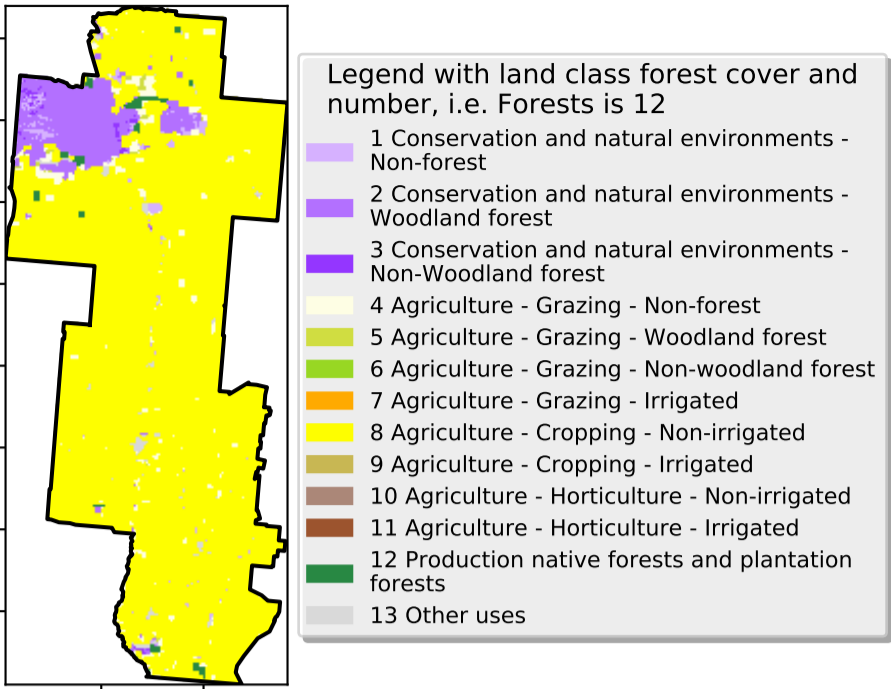 Legend with land class forest cover and
number, i.e. Forests is 12
1 Conservation and natural environments -
Non-forest
2 Conservation and natural environments -
Woodland forest
3 Conservation and natural environments -
Non-Woodland forest
4 Agriculture - Grazing - Non-forest
5 Agriculture - Grazing - Woodland forest
6 Agriculture - Grazing - Non-woodland forest
7 Agriculture - Grazing - Irrigated
8 Agriculture - Cropping - Non-irrigated
9 Agriculture - Cropping - Irrigated
10 Agriculture - Horticulture - Non-irrigated
11 Agriculture - Horticulture - Irrigated
12 Production native forests and plantation
forests
13 Other uses